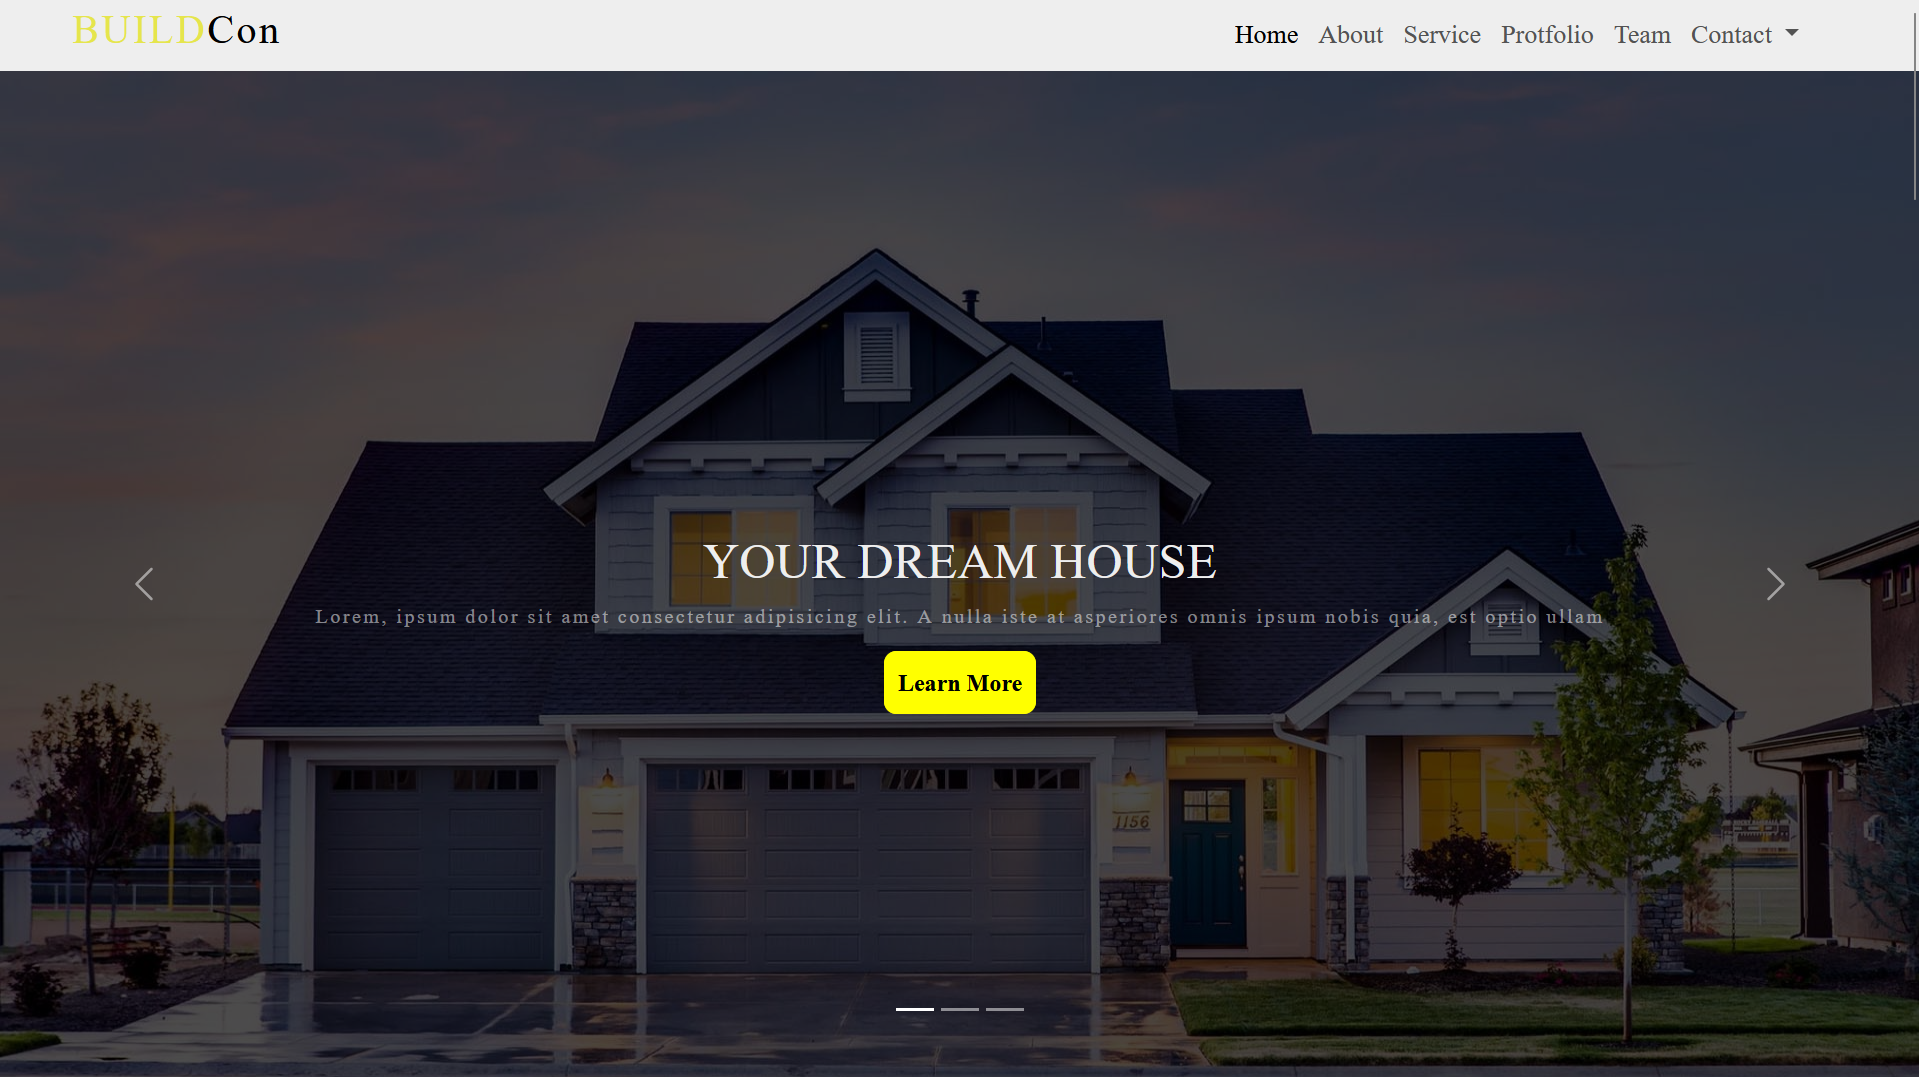 BUILDCon
Home About Service Protfolio Team Contact
YOUR DREAM HOUSE
Lorem, ipsum dolor sit amet consectetur adipisicing elit. A nulla iste at asperiores omnis ipsum nobis quia, est optio ullam
Learn More
1156